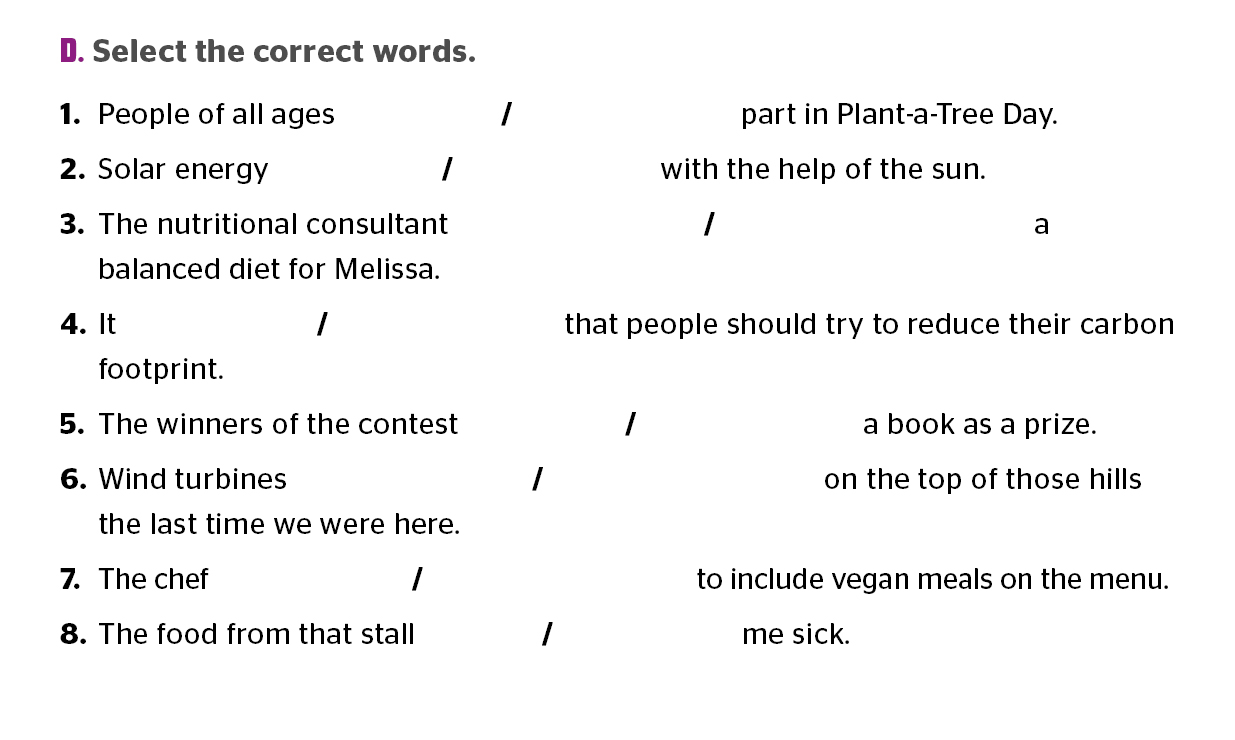 D. Select the correct words.
1. People of all ages / part in Plant-a-Tree Day.
2. Solar energy / with the help of the sun.
3. The nutritional consultant / a
balanced diet for Melissa.
4. It / that people should try to reduce their carbon
footprint.
5. The winners of the contest / a book as a prize.
6. Wind turbines / on the top of those hills
the last time we were here.
7. The chef / to include vegan meals on the menu.
8. The food from that stall / me sick.